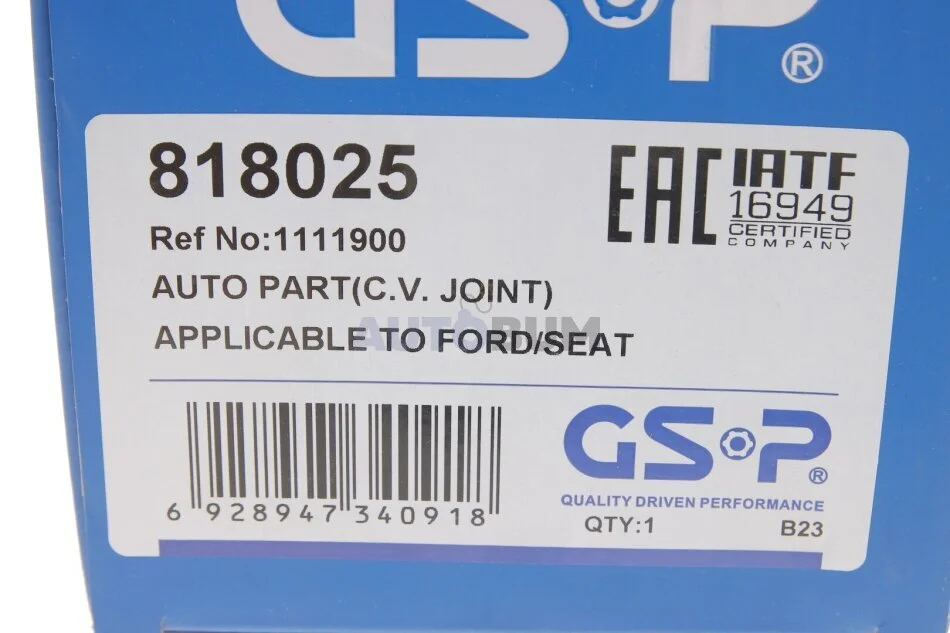 GSP®
818025
EAC
IATF
16949
CERTIFIED
COMPANY
Ref No:1111900
AUTO PART(C.V. JOINT)
AUTOBUM
APPLICABLE TO FORD/SEAT
GSP®
QUALITY DRIVEN PERFORMANCE
6 928947 340918
QTY:1
B23